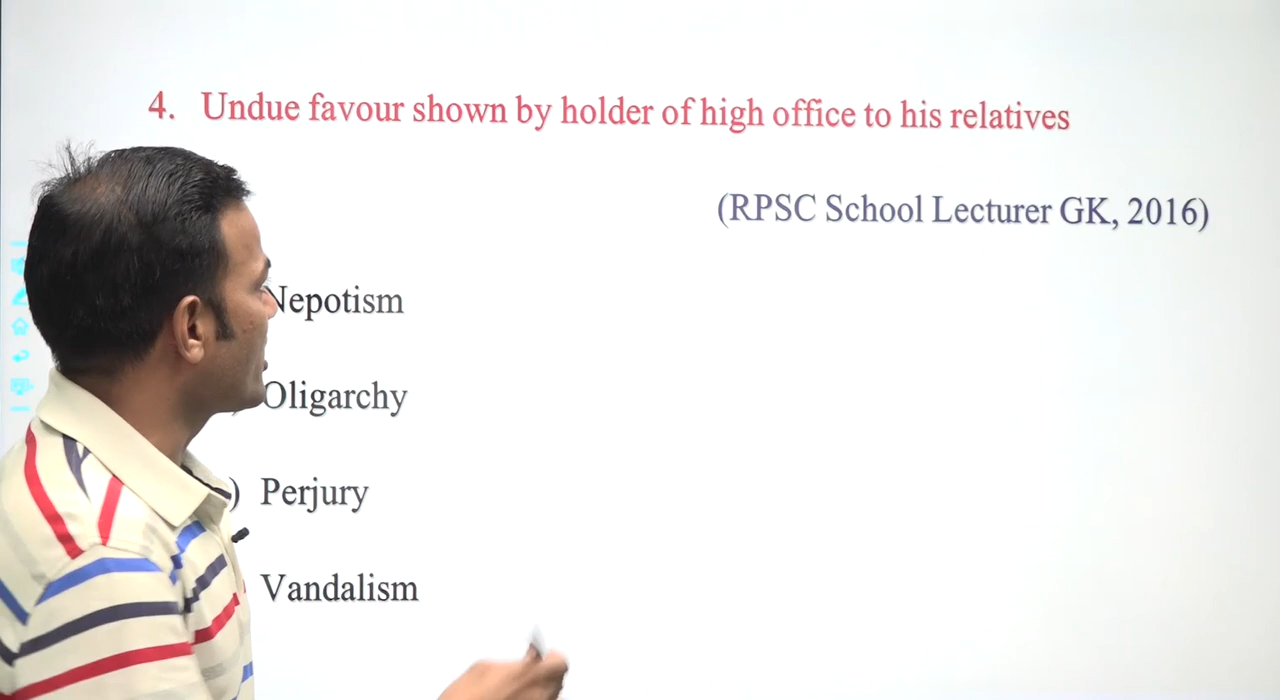 4. Undue favour shown by holder of high office to his relatives
(RPSC School Lecturer GK, 2016)
Nepotism
Oligarchy
) Perjury
Vandalism